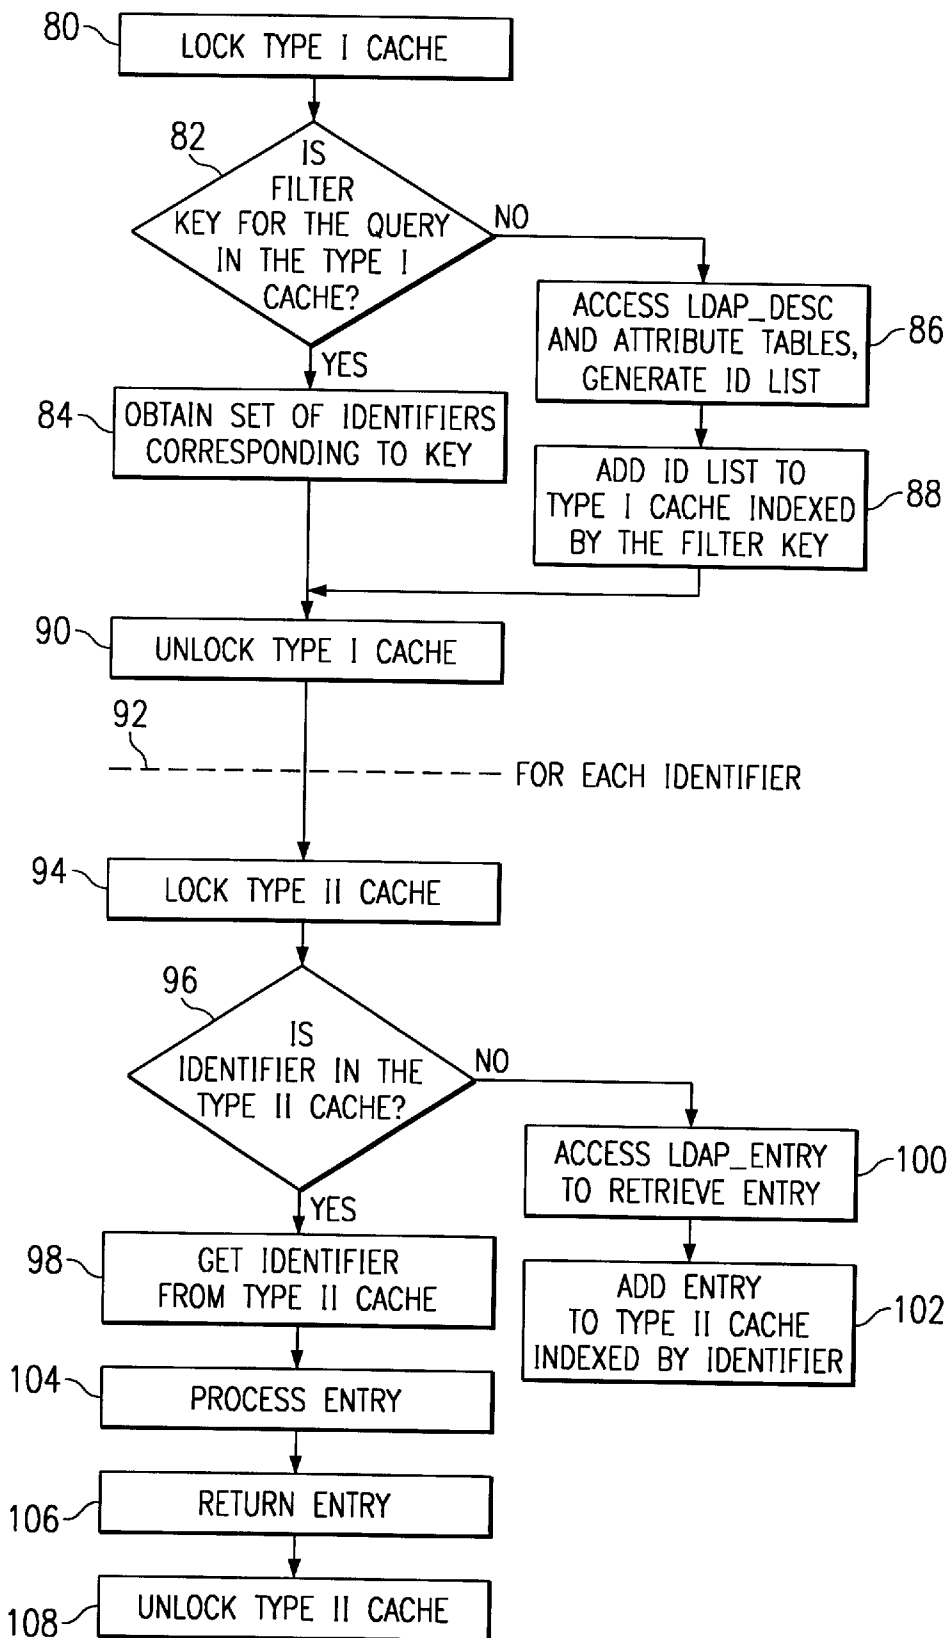 80
LOCK TYPE I CACHE
82
IS
FILTER
KEY FOR THE QUERY
IN THE TYPE I
CACHE?
NO
YES
ACCESS LDAP_DESC
AND ATTRIBUTE TABLES,
GENERATE ID LIST
86
84
OBTAIN SET OF IDENTIFIERS
CORRESPONDING TO KEY
ADD ID LIST TO
TYPE I CACHE INDEXED
BY THE FILTER KEY
88
90
UNLOCK TYPE I CACHE
92
FOR EACH IDENTIFIER
94
LOCK TYPE II CACHE
96
IS
IDENTIFIER IN THE
TYPE II CACHE?
NO
YES
ACCESS LDAP_ENTRY
TO RETRIEVE ENTRY
100
98
GET IDENTIFIER
FROM TYPE II CACHE
ADD ENTRY
TO TYPE II CACHE
INDEXED BY IDENTIFIER
102
104
PROCESS ENTRY
106
RETURN ENTRY
108
UNLOCK TYPE II CACHE